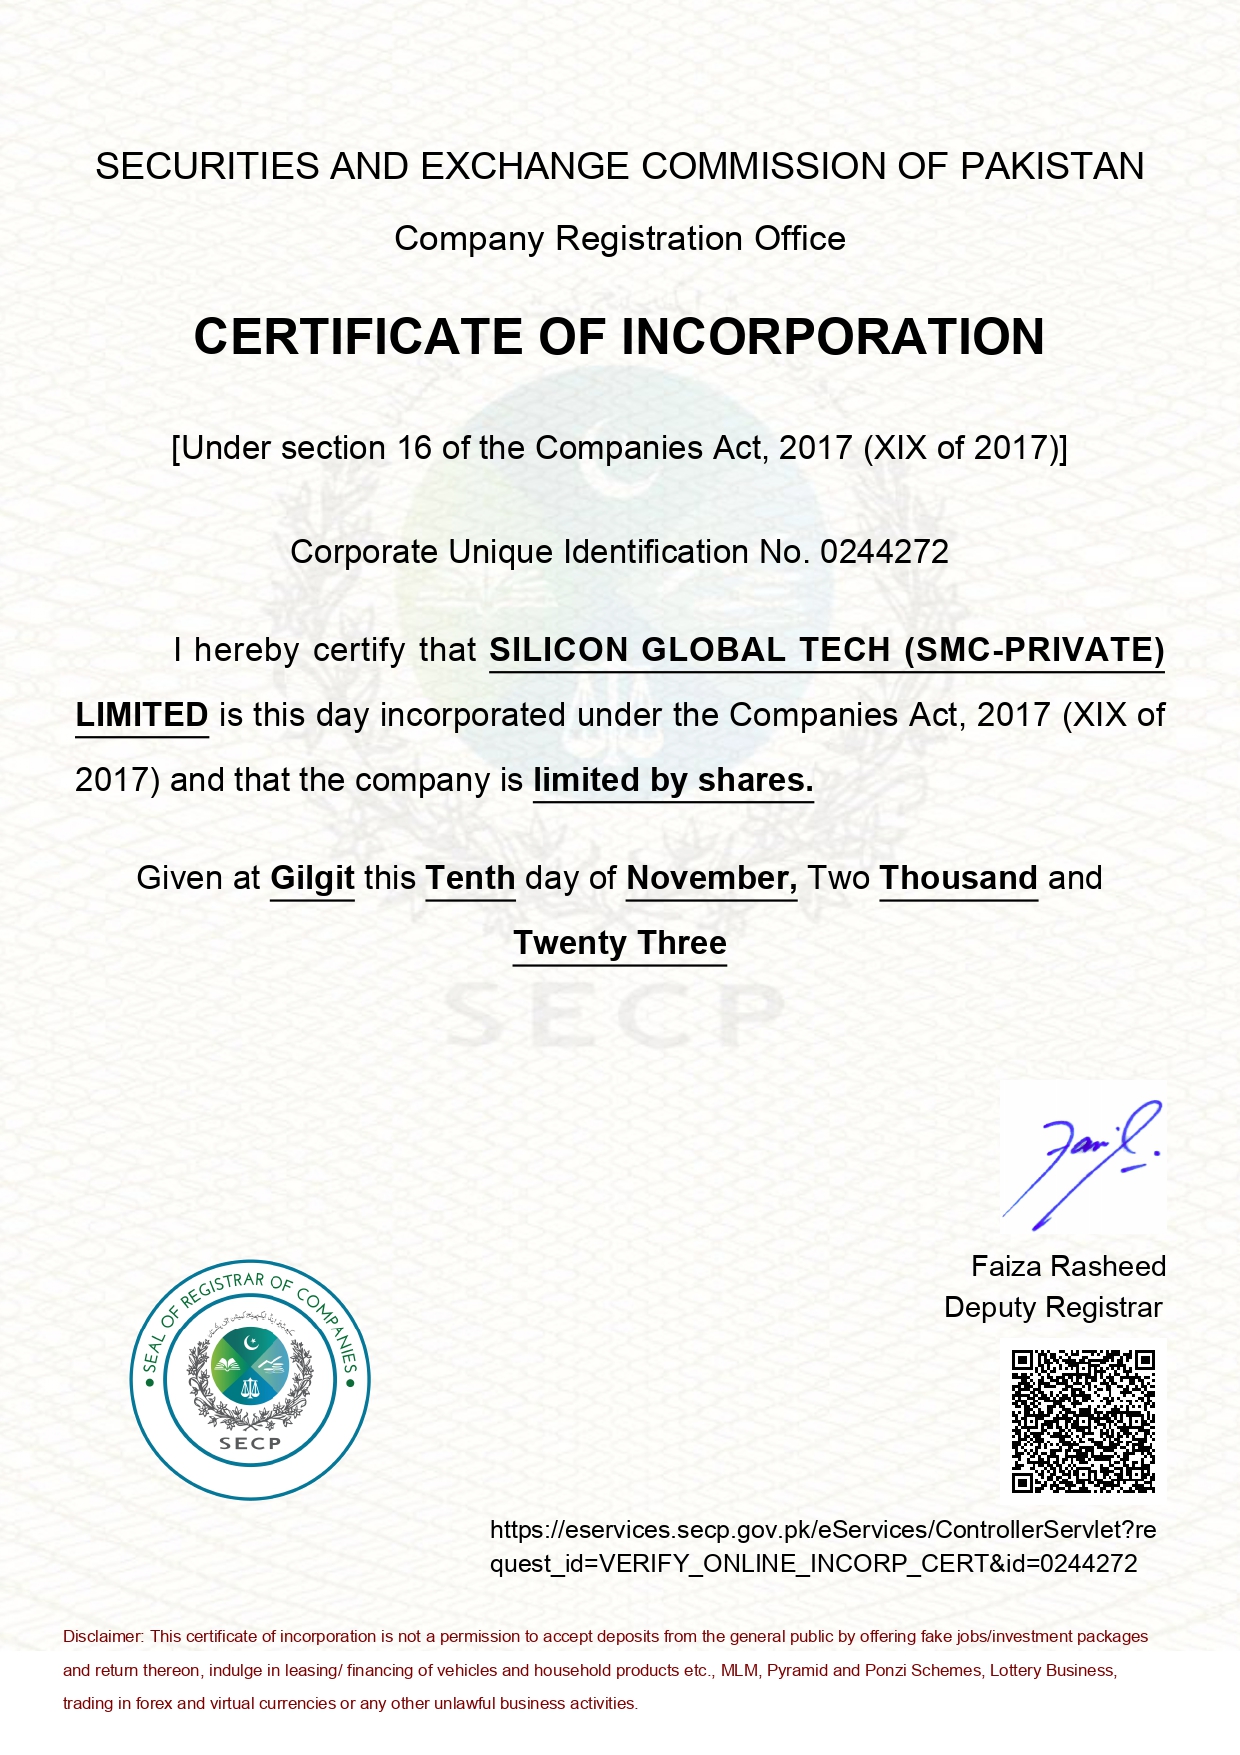 SECURITIES AND EXCHANGE COMMISSION OF PAKISTAN
Company Registration Office
CERTIFICATE OF INCORPORATION
[Under section 16 of the Companies Act, 2017 (XIX of 2017)]
Corporate Unique Identification No. 0244272
I hereby certify that SILICON GLOBAL TECH (SMC-PRIVATE)
LIMITED is this day incorporated under the Companies Act, 2017 (XIX of
2017) and that the company is limited by shares.
Given at Gilgit this Tenth day of November, Two Thousand and
Twenty Three
SECP
Faiza Rasheed
Deputy Registrar
SEAL OF REGISTRAR OF COMPANIES
SECP
https://eservices.secp.gov.pk/eServices/ControllerServlet?re
quest_id=VERIFY_ONLINE_INCORP_CERT&id=0244272
Disclaimer: This certificate of incorporation is not a permission to accept deposits from the general public by offering fake jobs/investment packages
and return thereon, indulge in leasing/ financing of vehicles and household products etc., MLM, Pyramid and Ponzi Schemes, Lottery Business,
trading in forex and virtual currencies or any other unlawful business activities.